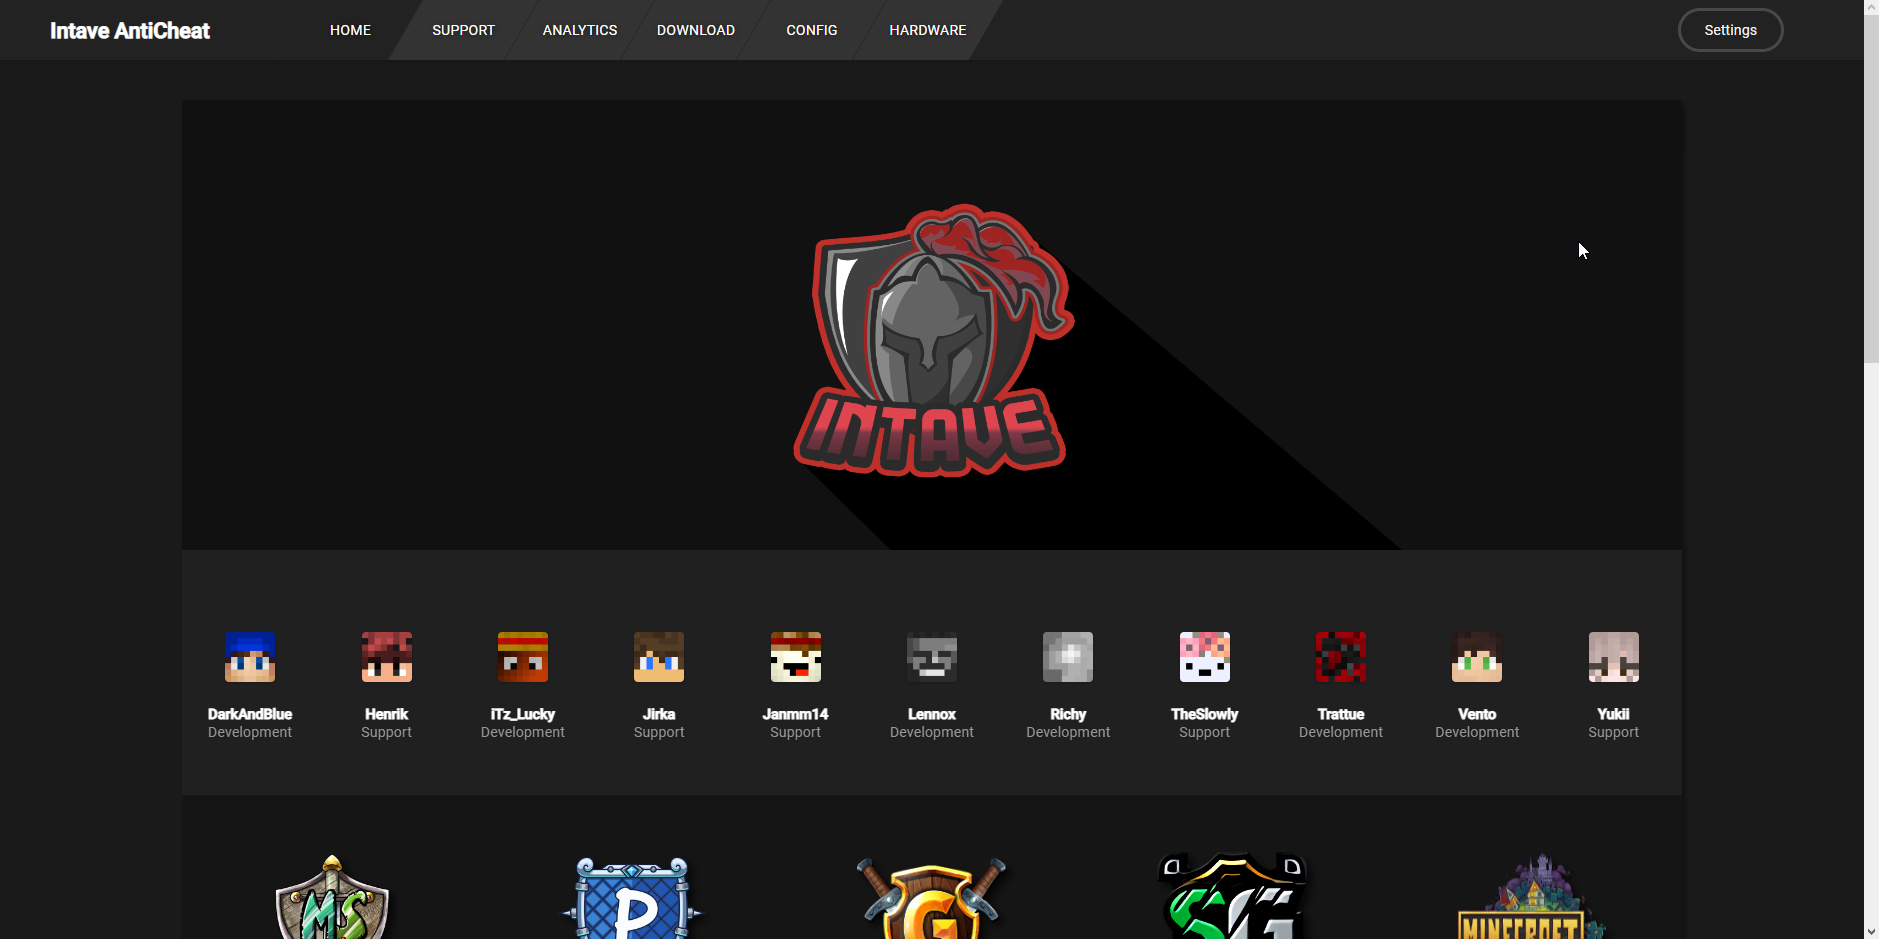 Intave AntiCheat
HOME
SUPPORT
ANALYTICS
DOWNLOAD
CONFIG
HARDWARE
Settings
INTAVE
DarkAndBlue
Development
Henrik
Support
iTz_Lucky
Development
Jirka
Support
Janmm14
Support
Lennox
Development
Richy
Development
TheSlowly
Support
Trattue
Development
Vento
Development
Yukii
Support
MS
P
G
SG
MINECROFT